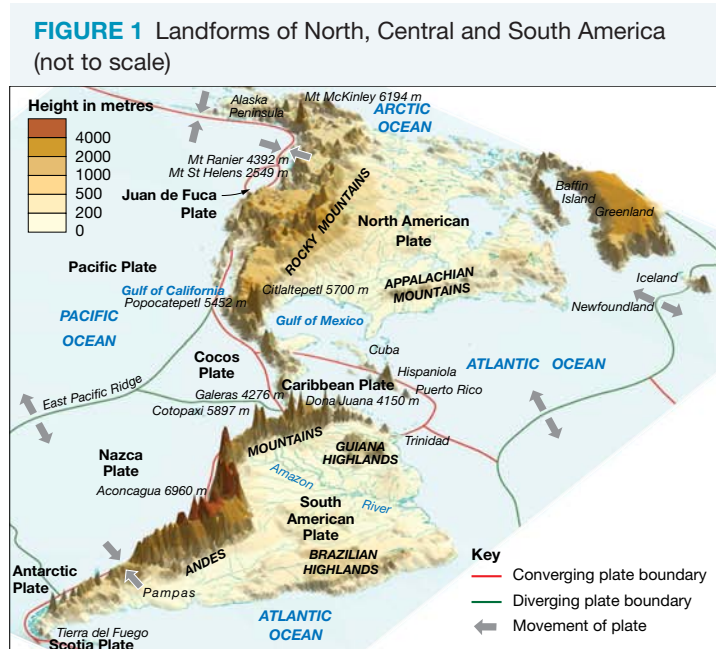 FIGURE 1 Landforms of North, Central and South America
(not to scale)
Height in metres
4000
2000
1000
500
200
0
Alaska
Peninsula
Mt McKinley 6194 m
ARCTIC
OCEAN
Mt Ranier 4392 m
Mt St Helens 2549 m
Juan de Fuca
Plate
ROCKY MOUNTAINS
North American
Plate
Baffin
Island
Greenland
Pacific Plate
APPALACHIAN
MOUNTAINS
Iceland
Gulf of California
Citlaltepetl 5700 m
Popocatepetl 5452 m
Newfoundland
PACIFIC
OCEAN
Gulf of Mexico
Cuba
Cocos
Plate
Hispaniola
ATLANTIC OCEAN
East Pacific Ridge
Caribbean Plate
Puerto Rico
Galeras 4276 m
Dona Juana 4150 m
Cotopaxi 5897 m
Trinidad
MOUNTAINS
GUIANA
HIGHLANDS
Nazca
Plate
Amazon
River
Aconcagua 6960 m
South
American
Plate
ANDES
BRAZILIAN
HIGHLANDS
Antarctic
Plate
Pampas
Tierra del Fuego
Scotia Plate
ATLANTIC
OCEAN
Key
Converging plate boundary
Diverging plate boundary
Movement of plate